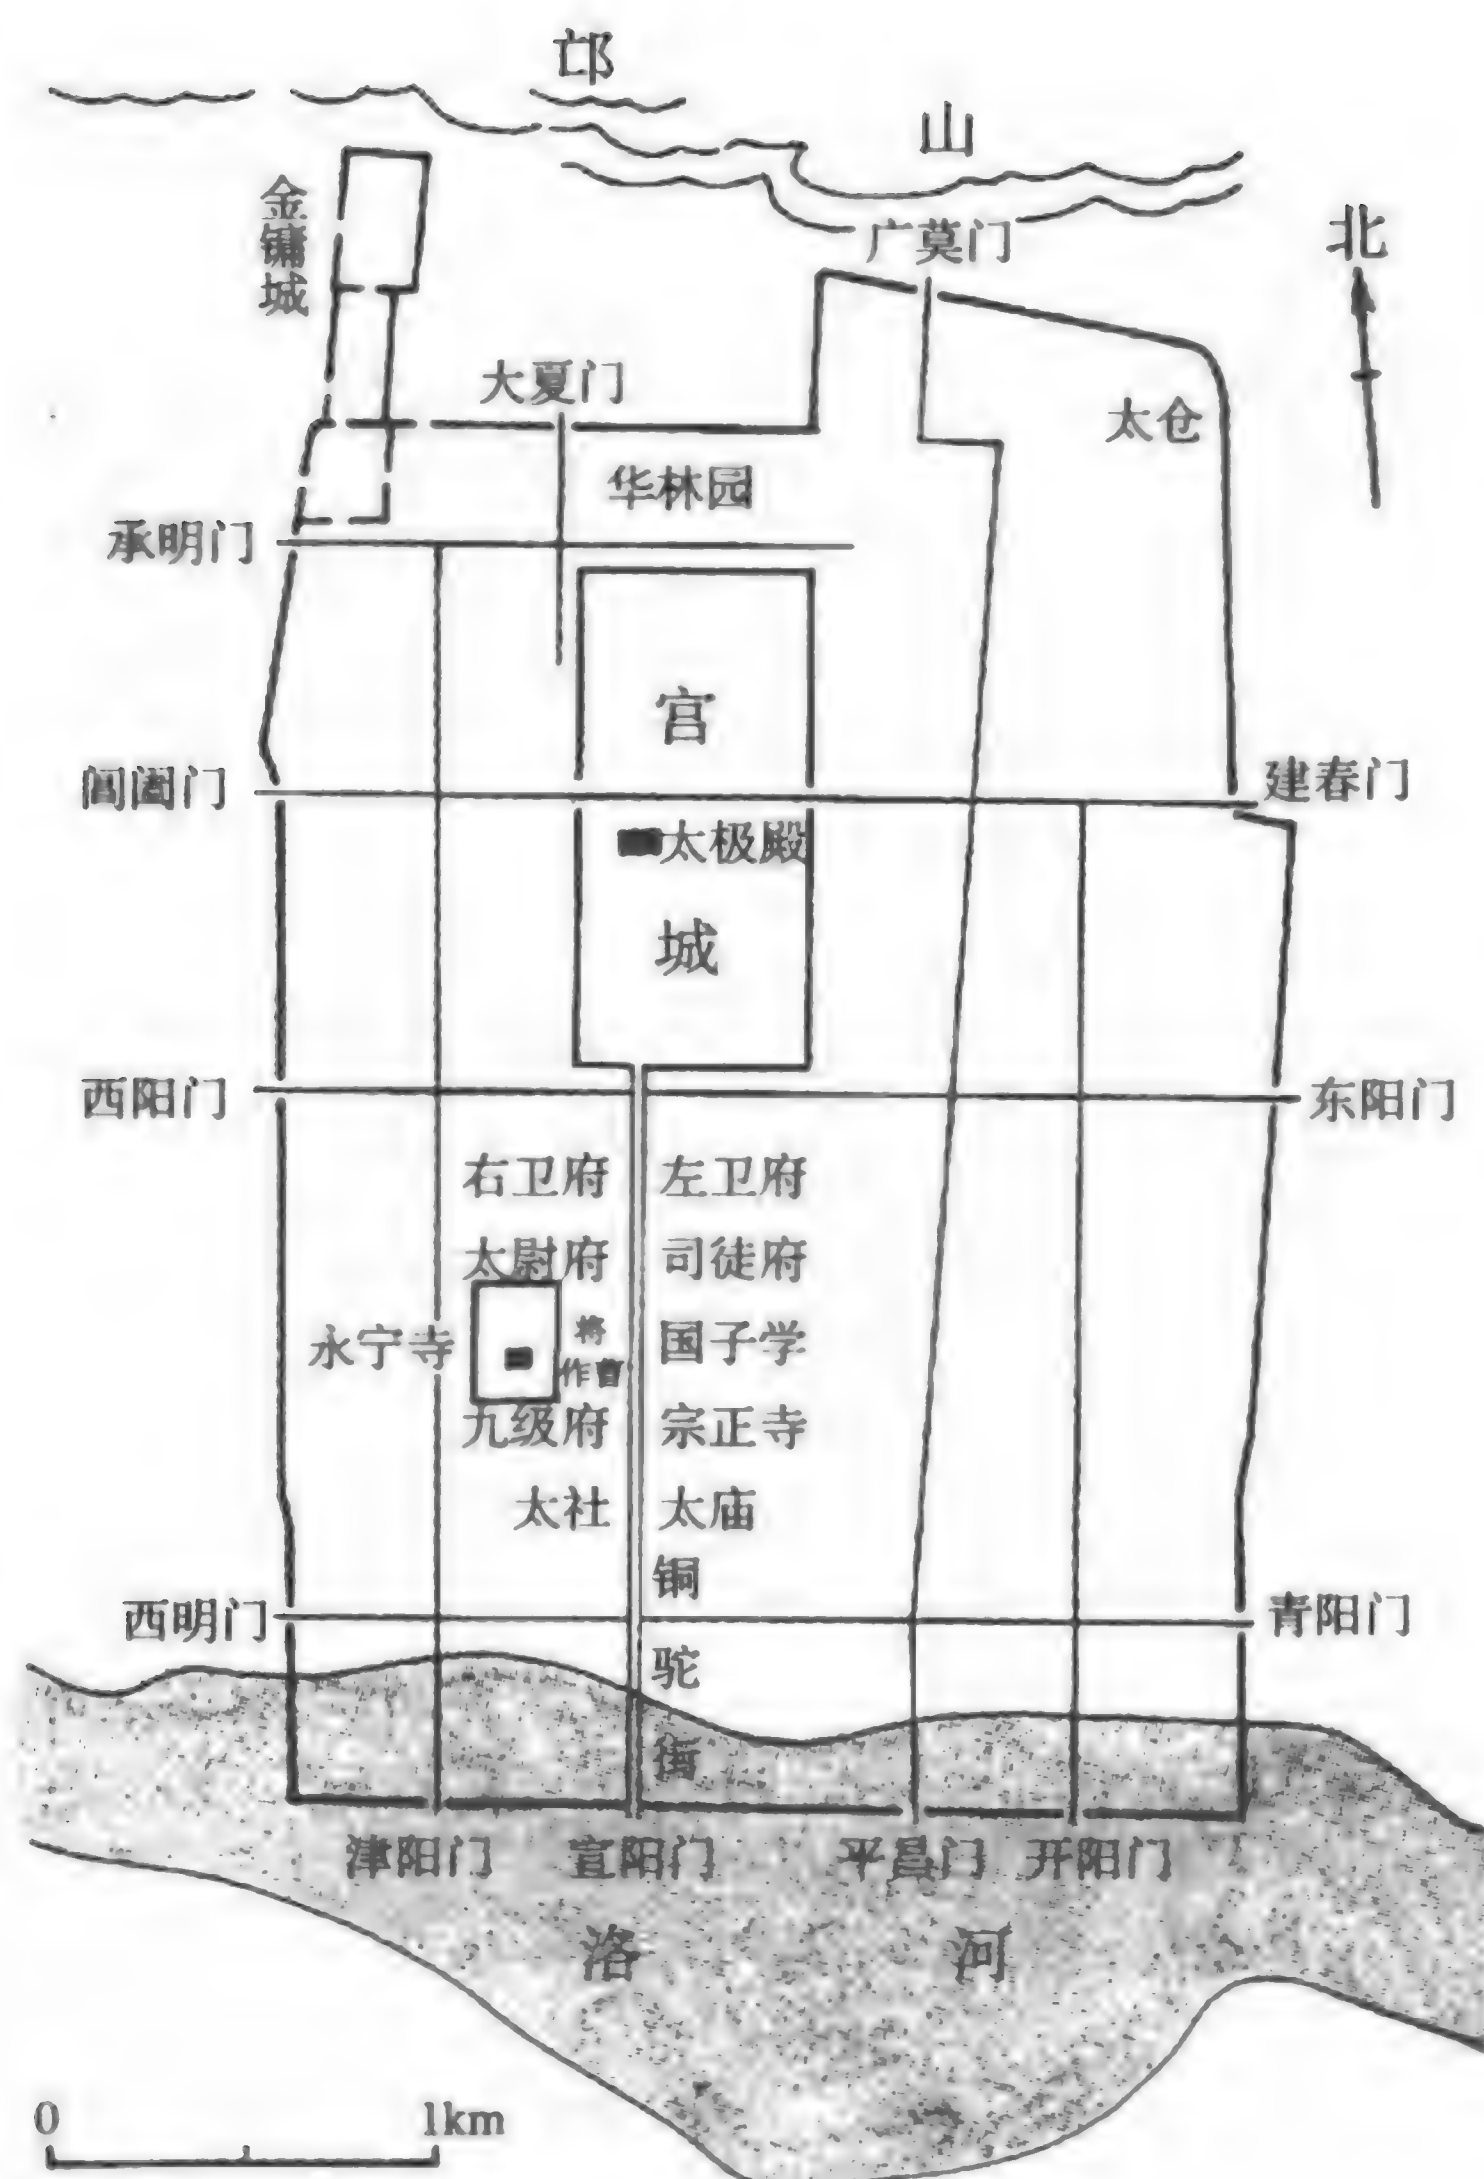 邙
山
金镛城
广莫门
北
大夏门
太仓
华林园
承明门
宫
阊阖门
建春门
太极殿
城
西阳门
东阳门
右卫府
左卫府
太尉府
司徒府
永宁寺
将
作曹
国子学
九级府
宗正寺
太社
太庙
铜
西明门
青阳门
驼
街
津阳门
宣阳门
平昌门
开阳门
洛
河
0
1km